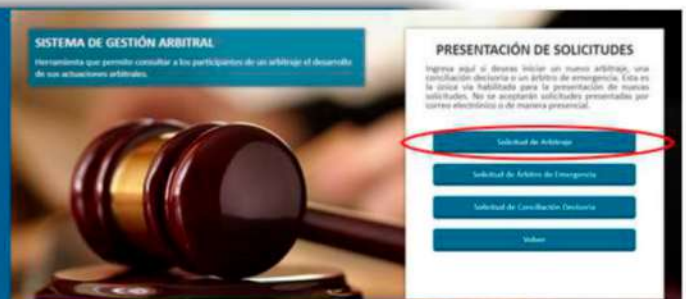 SISTEMA DE GESTIÓN ARBITRAL
Herramienta que permite consultar a los participantes de un arbitraje el desarrollo
de sus actuaciones arbitrales.
PRESENTACIÓN DE SOLICITUDES
Ingresa aquí si deseas iniciar un nuevo arbitraje, una
conciliación decisoria o un árbitro de emergencia. Esta es
la única vía habilitada para la presentación de nuevas
solicitudes. No se aceptarán solicitudes presentadas por
correo electrónico o de manera presencial.
Solicitud de Arbitraje
Solicitud de Árbitro de Emergencia
Solicitud de Conciliación Decisoria
Volver